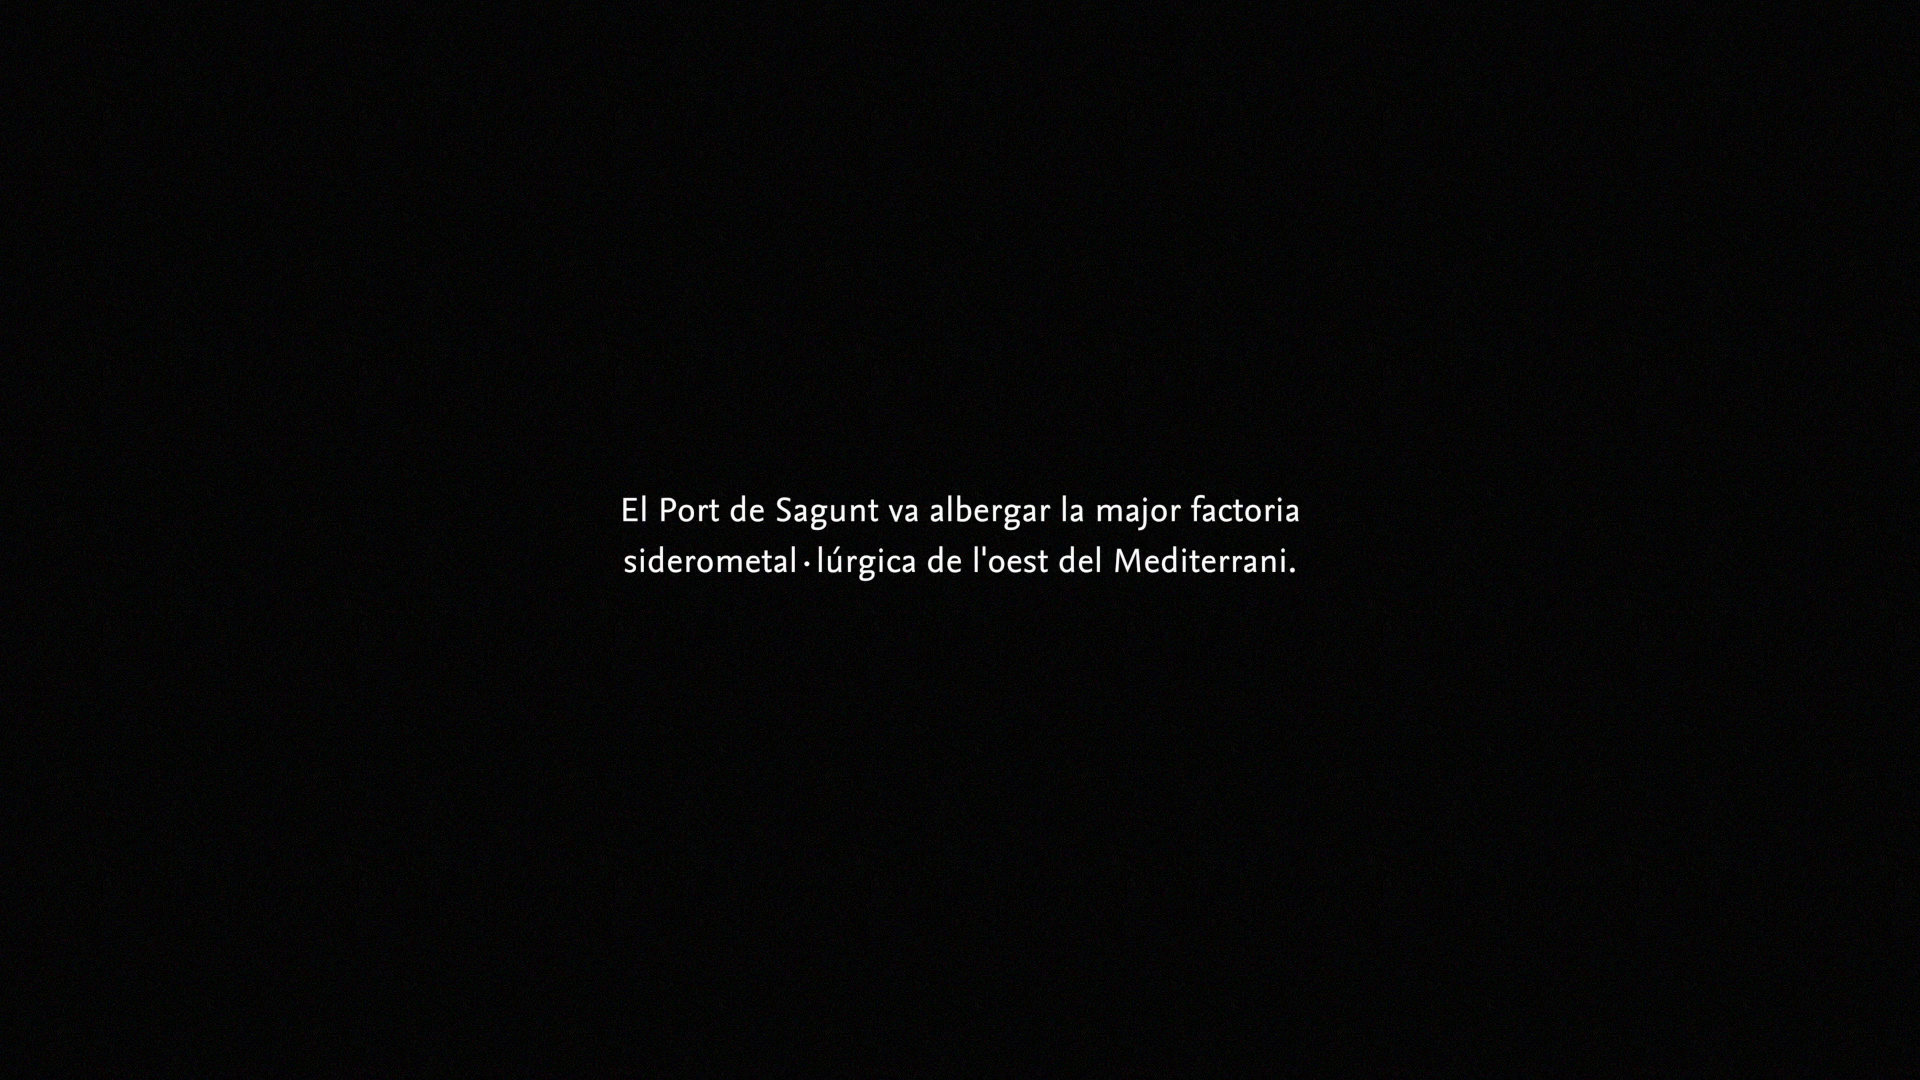 El Port de Sagunt va albergar la major factoria
siderometal·lúrgica de l'oest del Mediterrani.